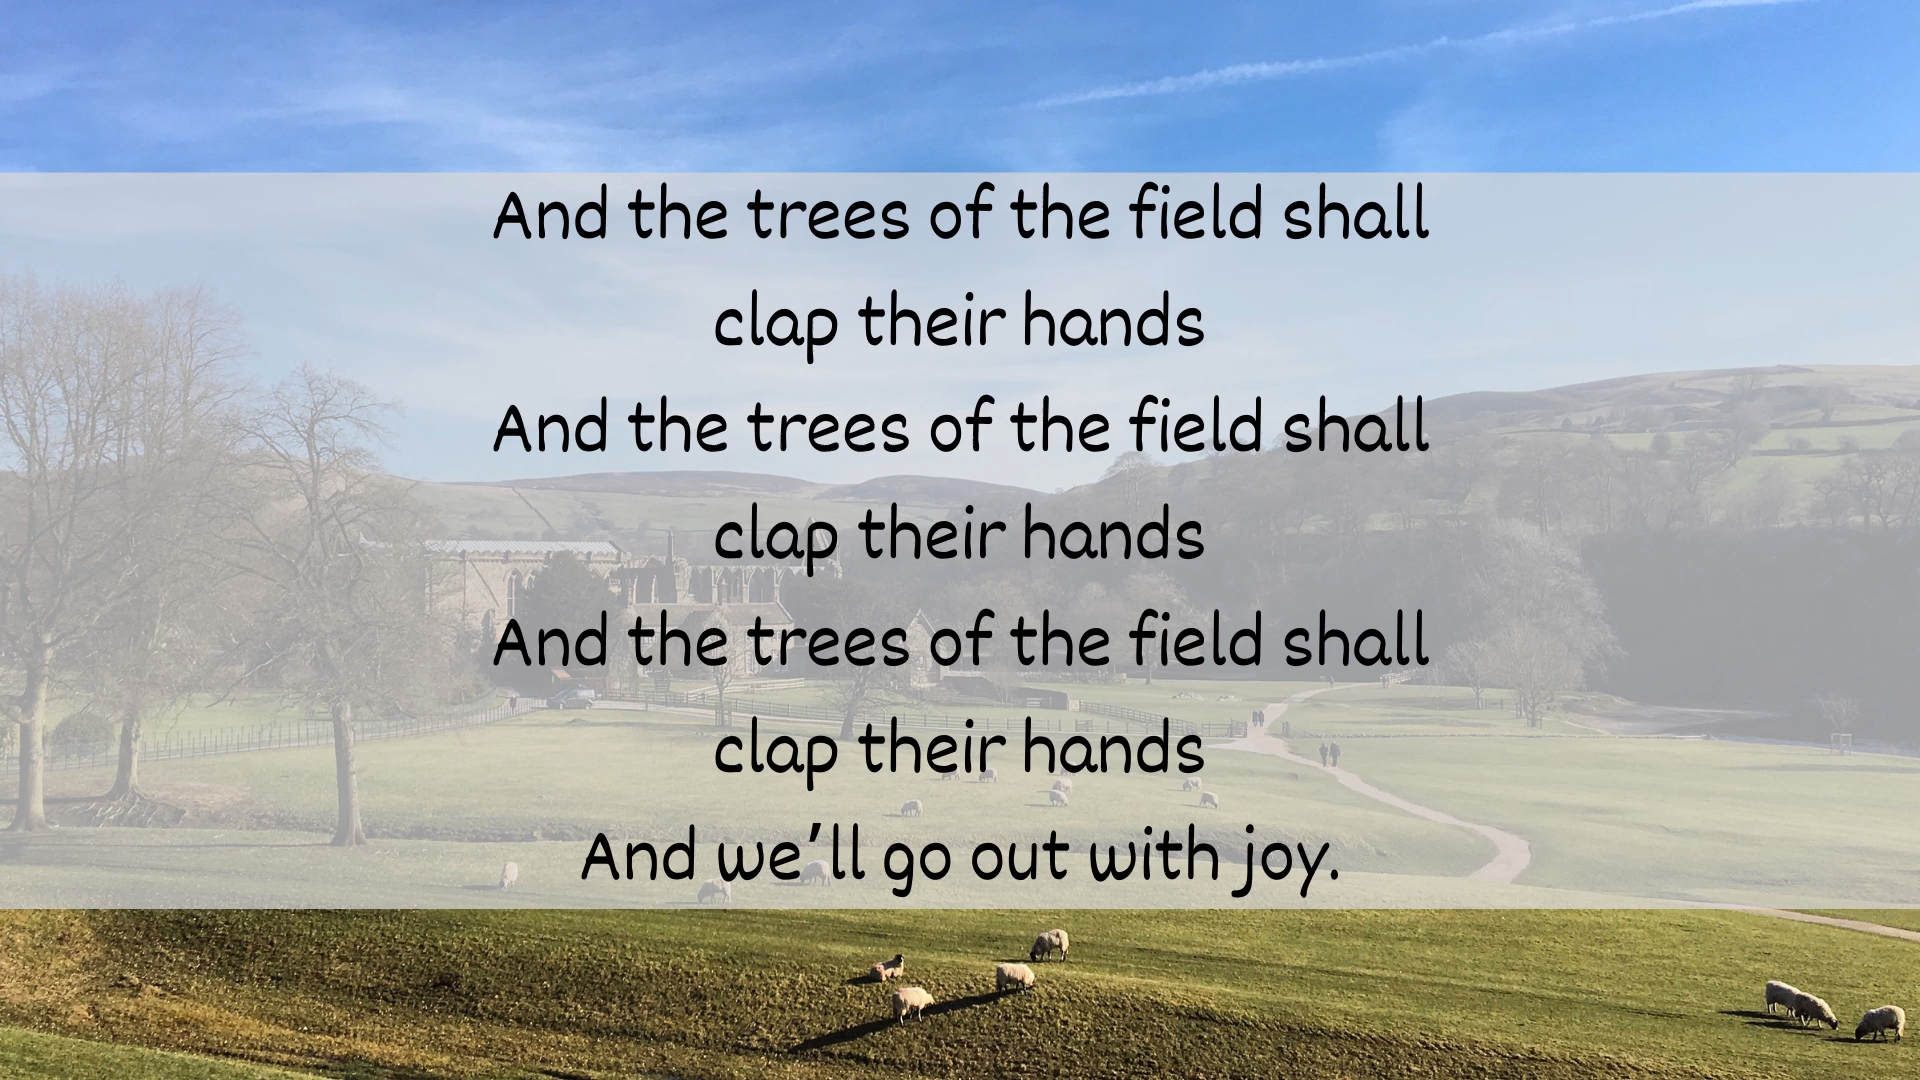 And the trees of the field shall
clap their hands
And the trees of the field shall
clap their hands
And the trees of the field shall
clap their hands
And we’ll go out with joy.